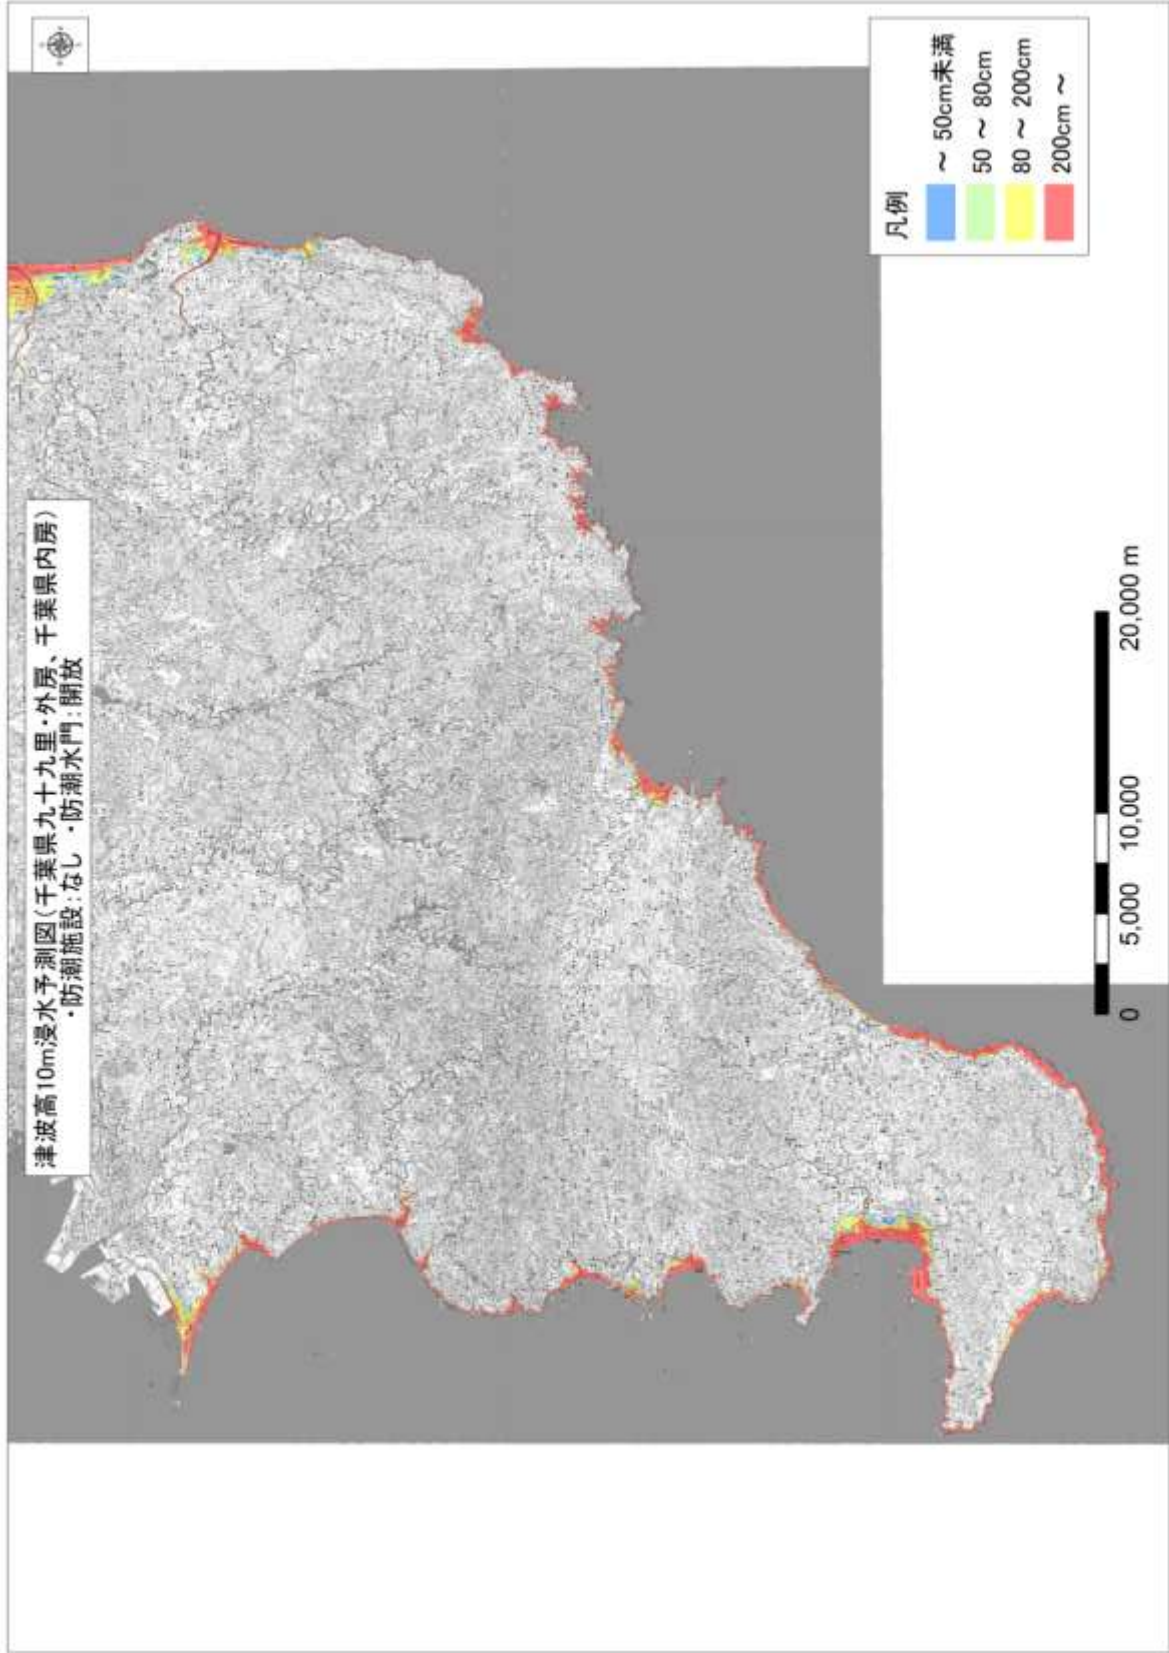 津波高10m浸水予測図(千葉県九十九里・外房、千葉県内房)
・防潮施設:なし ・防潮水門:開放
凡例
~ 50cm未満
50 ~ 80cm
80 ~ 200cm
200cm ~
0 5,000 10,000 20,000 m